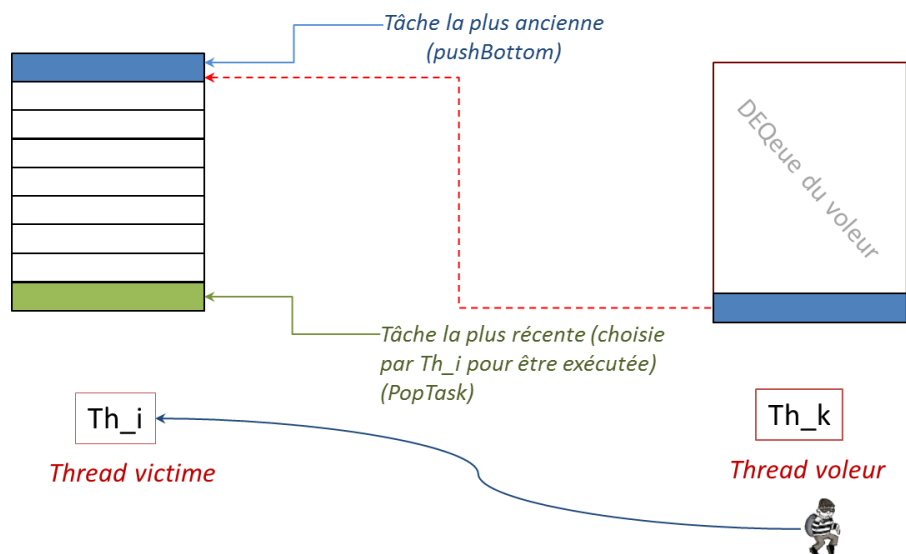 Tâche la plus ancienne
(pushBottom)
DEQeue du voleur
Tâche la plus récente (choisie
par Th_i pour être exécutée)
(PopTask)
Th_i
Th_k
Thread victime
Thread voleur